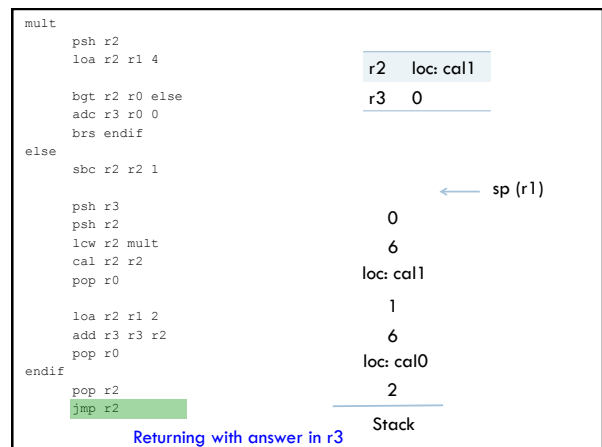 mult
psh r2
loa r2 r1 4
bgt r2 r0 else
adc r3 r0 0
brs endif
else
sbc r2 r2 1
psh r3
psh r2
lcw r2 mult
cal r2 r2
pop r0
loa r2 r1 2
add r3 r3 r2
pop r0
endif
pop r2
jmp r2
Returning with answer in r3
r2 loc: cal1
r3 0
sp (r1)
0
6
loc: cal1
1
6
loc: cal0
2
Stack